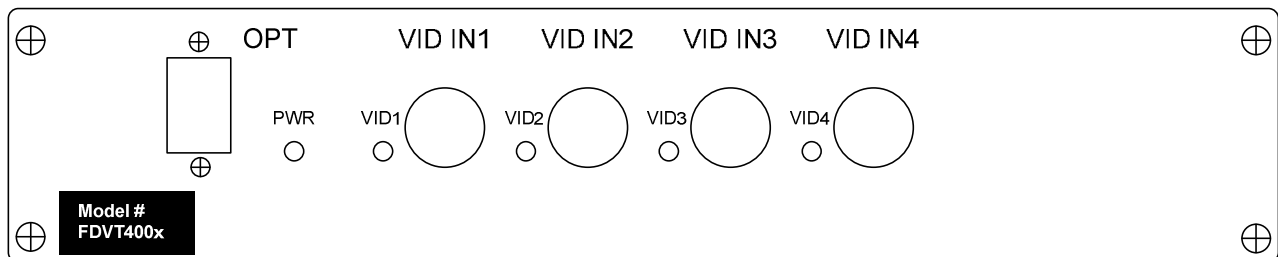 OPT VID IN1 VID IN2 VID IN3 VID IN4
PWR VID1 VID2 VID3 VID4
Model #
FDVT400x